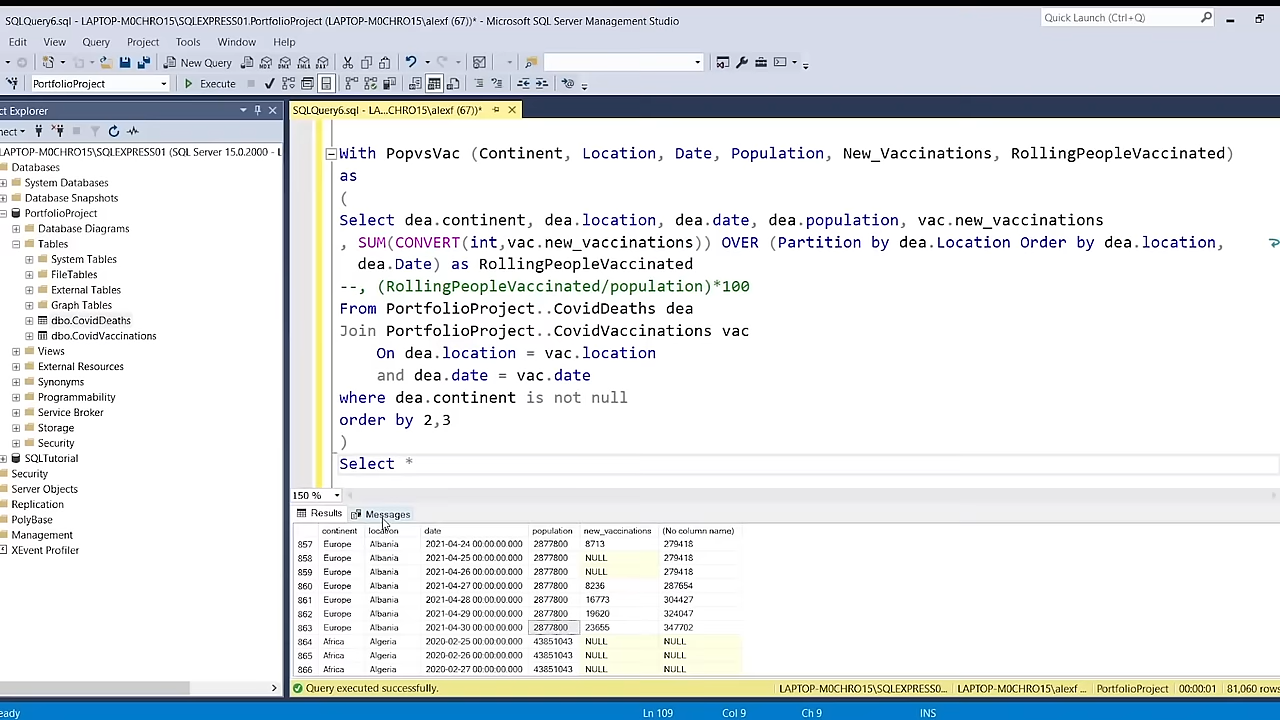 SQLQuery6.sql - LAPTOP-M0CHRO15\SQLEXPRESS01.PortfolioProject (LAPTOP-M0CHRO15\alexf (67))* - Microsoft SQL Server Management Studio
Quick Launch (Ctrl+Q)
Edit View Query Project Tools Window Help
New Query
PortfolioProject Execute
ct Explorer
SQLQuery6.sql - LA...CHRO15\alexf (67))*
nect
LAPTOP-M0CHRO15\SQLEXPRESS01 (SQL Server 15.0.2000 - L
Databases
System Databases
Database Snapshots
PortfolioProject
Database Diagrams
Tables
System Tables
FileTables
External Tables
Graph Tables
dbo.CovidDeaths
dbo.CovidVaccinations
Views
External Resources
Synonyms
Programmability
Service Broker
Storage
Security
SQLTutorial
Security
Server Objects
Replication
PolyBase
Management
XEvent Profiler
With PopvsVac (Continent, Location, Date, Population, New_Vaccinations, RollingPeopleVaccinated)
as
(
Select dea.continent, dea.location, dea.date, dea.population, vac.new_vaccinations
, SUM(CONVERT(int,vac.new_vaccinations)) OVER (Partition by dea.Location Order by dea.location,
dea.Date) as RollingPeopleVaccinated
--, (RollingPeopleVaccinated/population)*100
From PortfolioProject..CovidDeaths dea
Join PortfolioProject..CovidVaccinations vac
On dea.location = vac.location
and dea.date = vac.date
where dea.continent is not null
order by 2,3
)
Select *
150 %
Results Messages
continent location date population new_vaccinations (No column name)
857 Europe Albania 2021-04-24 00:00:00.000 2877800 8713 279418
858 Europe Albania 2021-04-25 00:00:00.000 2877800 NULL 279418
859 Europe Albania 2021-04-26 00:00:00.000 2877800 NULL 279418
860 Europe Albania 2021-04-27 00:00:00.000 2877800 8236 287654
861 Europe Albania 2021-04-28 00:00:00.000 2877800 16773 304427
862 Europe Albania 2021-04-29 00:00:00.000 2877800 19620 324047
863 Europe Albania 2021-04-30 00:00:00.000 2877800 23655 347702
864 Africa Algeria 2020-02-25 00:00:00.000 43851043 NULL NULL
865 Africa Algeria 2020-02-26 00:00:00.000 43851043 NULL NULL
866 Africa Algeria 2020-02-27 00:00:00.000 43851043 NULL NULL
Query executed successfully. LAPTOP-M0CHRO15\SQLEXPRESS0... LAPTOP-M0CHRO15\alexf ... PortfolioProject 00:00:01 81,060 rows
eady Ln 109 Col 9 Ch 9 INS